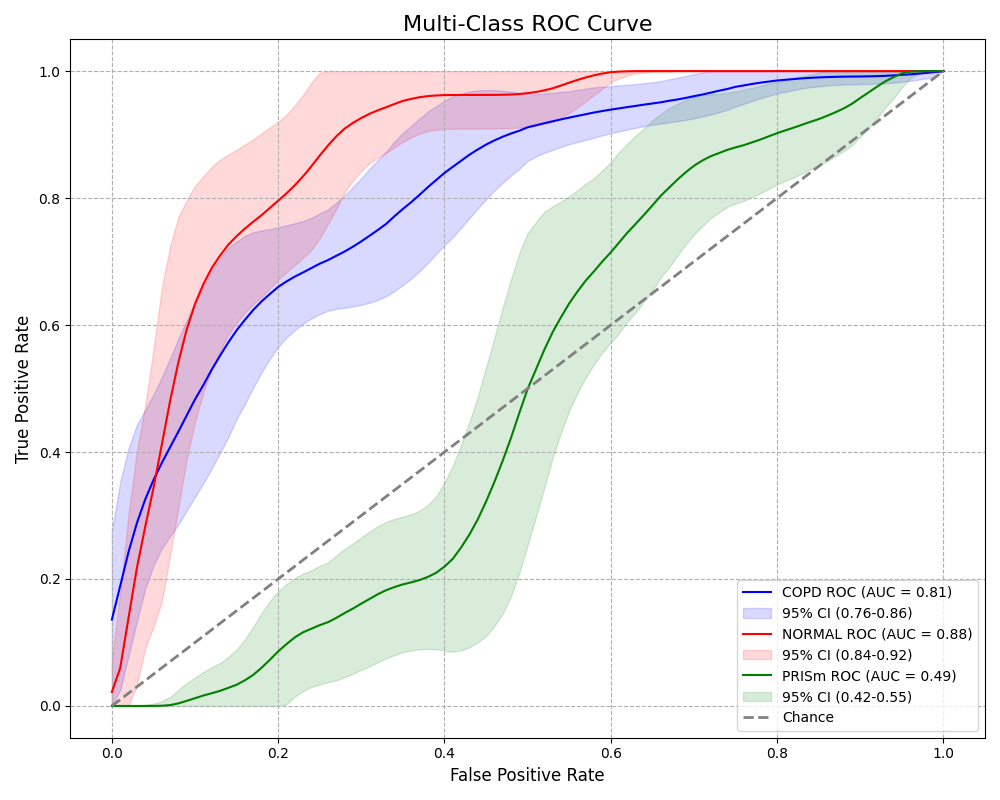 Multi-Class ROC Curve
True Positive Rate
1.0
0.8
0.6
0.4
0.2
0.0
COPD ROC (AUC = 0.81)
95% CI (0.76-0.86)
NORMAL ROC (AUC = 0.88)
95% CI (0.84-0.92)
PRISm ROC (AUC = 0.49)
95% CI (0.42-0.55)
Chance
0.0 0.2 0.4 0.6 0.8 1.0
False Positive Rate